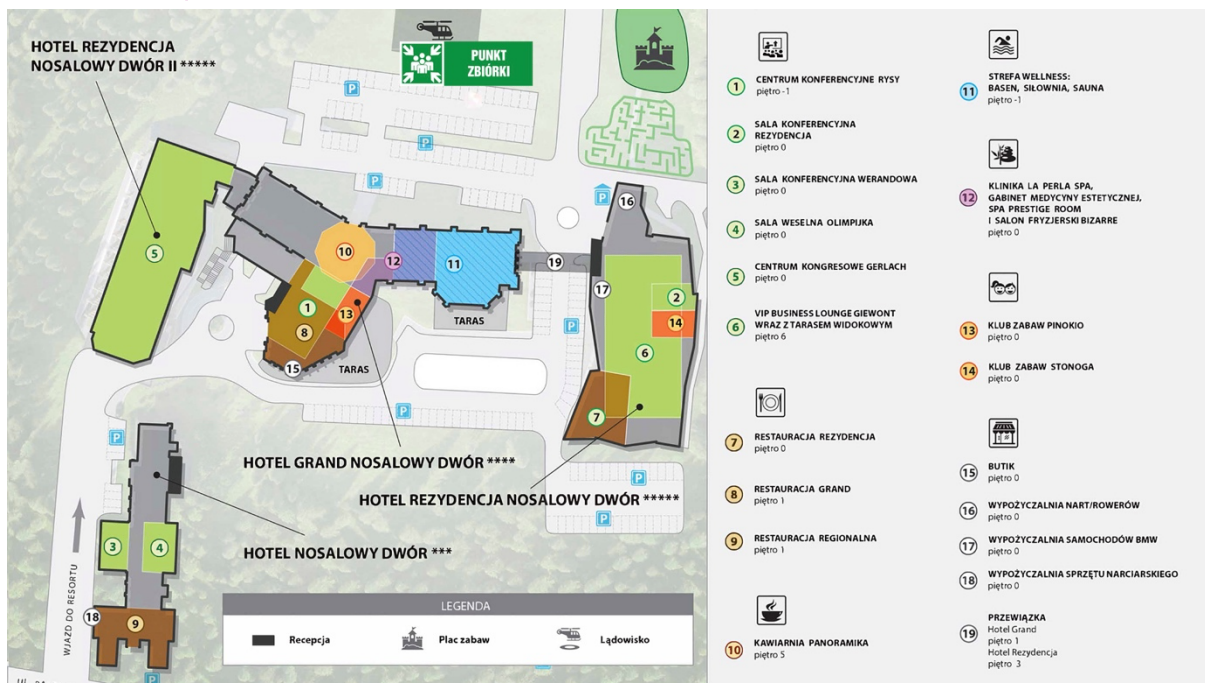 HOTEL REZYDENCJA
NOSALOWY DWÓR II *****
PUNKT
ZBIÓRKI
P
P
P
P
P
P
P
P
P
P
5
10
12
11
19
16
17
2
14
6
7
1
13
8
15
TARAS
TARAS
HOTEL GRAND NOSALOWY DWÓR ****
HOTEL REZYDENCJA NOSALOWY DWÓR *****
HOTEL NOSALOWY DWÓR ***
3
4
18
9
WJAZD DO RESORTU
LEGENDA
Recepcja
Plac zabaw
Lądowisko
1 CENTRUM KONFERENCYJNE RYSY
piętro -1
2 SALA KONFERENCYJNA
REZYDENCJA
piętro 0
3 SALA KONFERENCYJNA WERANDOWA
piętro 0
4 SALA WESELNA OLIMPIJKA
piętro 0
5 CENTRUM KONGRESOWE GERLACH
piętro 0
6 VIP BUSINESS LOUNGE GIEWONT
WRAZ Z TARASEM WIDOKOWYM
piętro 6
7 RESTAURACJA REZYDENCJA
piętro 0
8 RESTAURACJA GRAND
piętro 1
9 RESTAURACJA REGIONALNA
piętro 1
10 KAWIARNIA PANORAMIKA
piętro 5
11 STREFA WELLNESS:
BASEN, SIŁOWNIA, SAUNA
piętro -1
12 KLINIKA LA PERLA SPA,
GABINET MEDYCYNY ESTETYCZNEJ,
SPA PRESTIGE ROOM
I SALON FRYZJERSKI BIZARRE
piętro 0
13 KLUB ZABAW PINOKIO
piętro 0
14 KLUB ZABAW STONOGA
piętro 0
15 BUTIK
piętro 0
16 WYPOŻYCZALNIA NART/ROWERÓW
piętro 0
17 WYPOŻYCZALNIA SAMOCHODÓW BMW
piętro 0
18 WYPOŻYCZALNIA SPRZĘTU NARCIARSKIEGO
piętro 0
19 PRZEWIĄZKA
Hotel Grand
piętro 1
Hotel Rezydencja
piętro 3